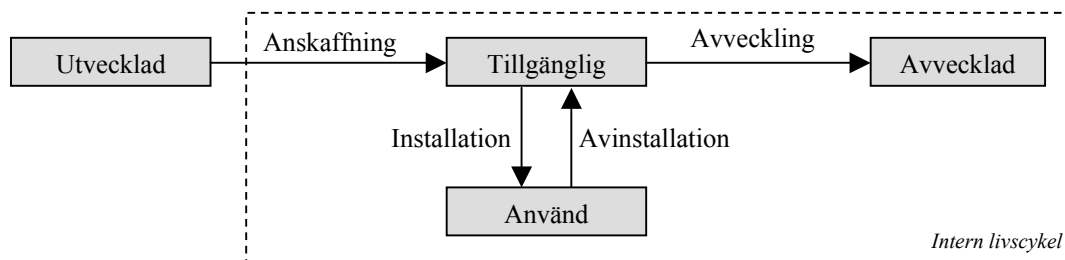 Anskaffning
Avveckling
Utvecklad
Tillgänglig
Avvecklad
Installation
Avinstallation
Använd
Intern livscykel